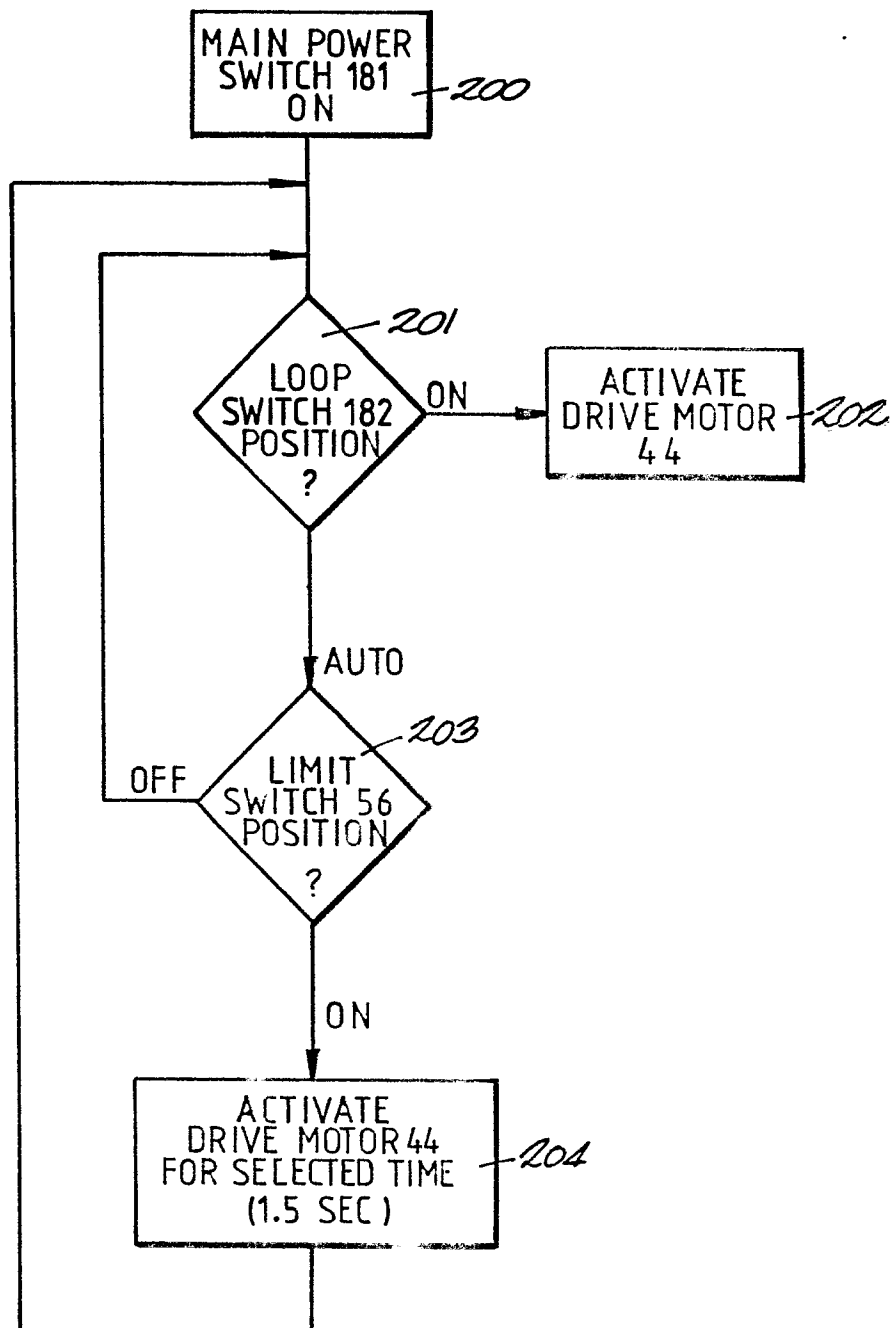 MAIN POWER
SWITCH 181
ON
200
201
LOOP
SWITCH 182
POSITION
?
ON
ACTIVATE
DRIVE MOTOR
44
202
AUTO
203
LIMIT
SWITCH 56
POSITION
?
OFF
ON
ACTIVATE
DRIVE MOTOR 44
FOR SELECTED TIME
(1.5 SEC)
204